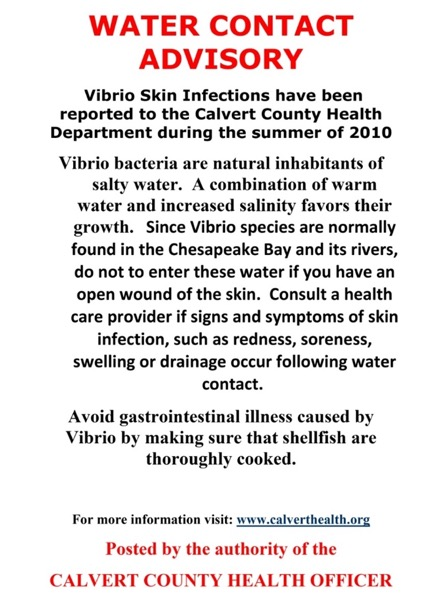 WATER CONTACT
ADVISORY
Vibrio Skin Infections have been
reported to the Calvert County Health
Department during the summer of 2010
Vibrio bacteria are natural inhabitants of
salty water. A combination of warm
water and increased salinity favors their
growth. Since Vibrio species are normally
found in the Chesapeake Bay and its rivers,
do not to enter these water if you have an
open wound of the skin. Consult a health
care provider if signs and symptoms of skin
infection, such as redness, soreness,
swelling or drainage occur following water
contact.
Avoid gastrointestinal illness caused by
Vibrio by making sure that shellfish are
thoroughly cooked.
For more information visit: www.calverthealth.org
Posted by the authority of the
CALVERT COUNTY HEALTH OFFICER